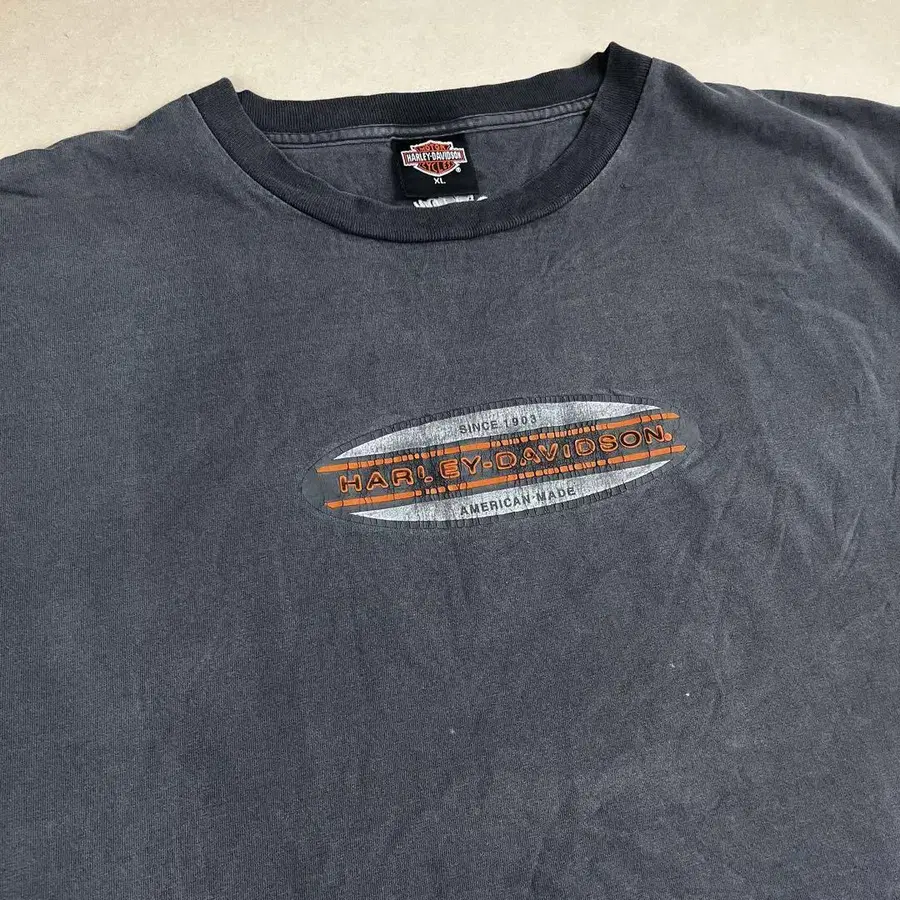 MOTOR
HARLEY-DAVIDSON
CYCLES
®
XL
SINCE 1903
HARLEY-DAVIDSON®
AMERICAN MADE